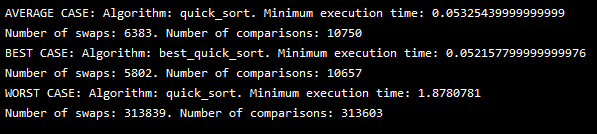 AVERAGE CASE: Algorithm: quick_sort. Minimum execution time: 0.05325439999999999
Number of swaps: 6383. Number of comparisons: 10750
BEST CASE: Algorithm: best_quick_sort. Minimum execution time: 0.052157799999999976
Number of swaps: 5802. Number of comparisons: 10657
WORST CASE: Algorithm: quick_sort. Minimum execution time: 1.8780781
Number of swaps: 313839. Number of comparisons: 313603